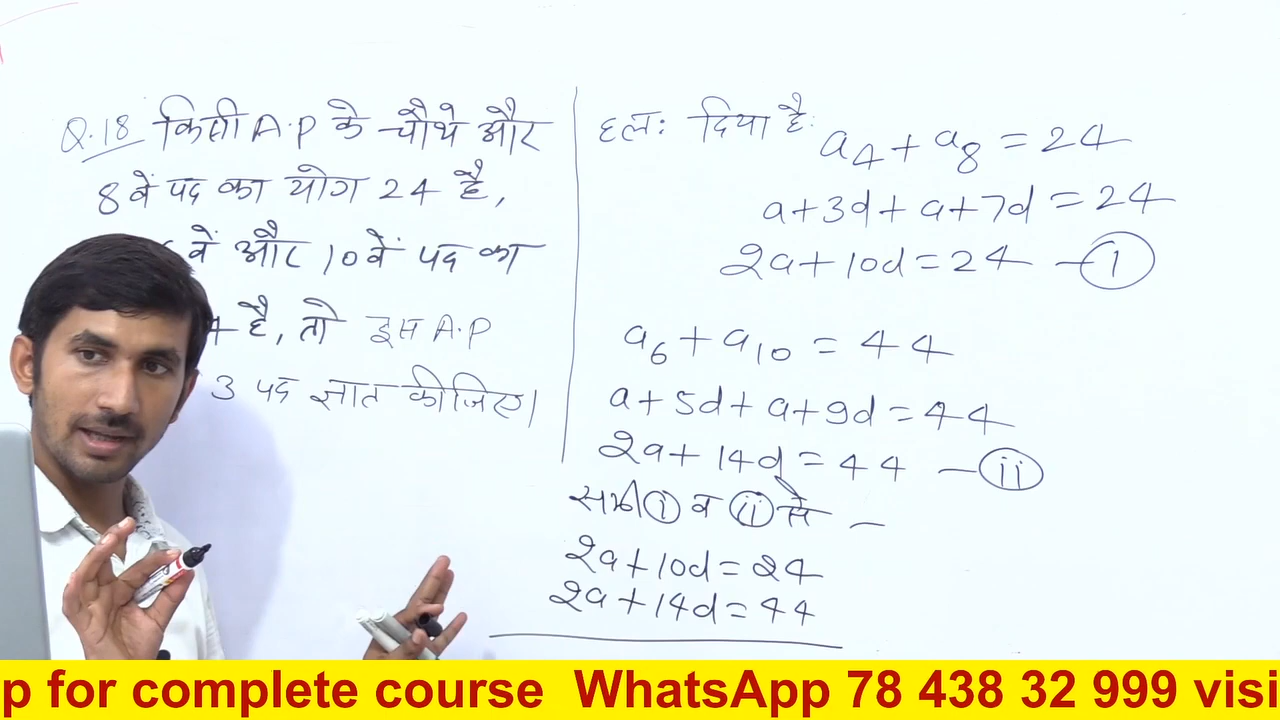 Q.18 किसी A.P के चौथे और
8 वें पद का योग 24 है,
वें और 10 वें पद का
है, तो इस A.P
3 पद ज्ञात कीजिए।
हल: दिया है:
a4 + a8 = 24
a+3d+a+7d = 24
2a+10d = 24 — (i)
a6 + a10 = 44
a+5d+a+9d = 44
2a+14d = 44 — (ii)
समी (i) व (ii) से —
2a+10d = 24
2a+14d = 44
p for complete course WhatsApp 78 438 32 999 visi